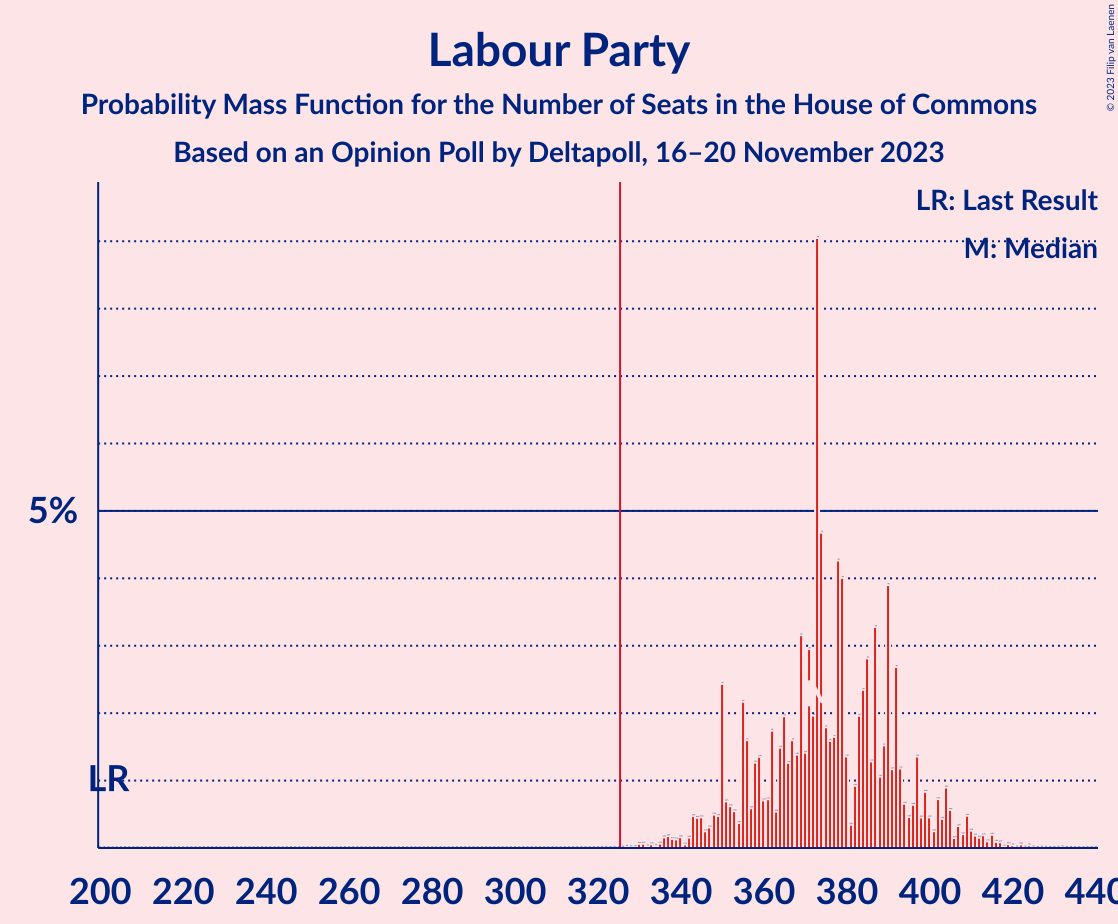 Labour Party
Probability Mass Function for the Number of Seats in the House of Commons
Based on an Opinion Poll by Deltapoll, 16–20 November 2023
© 2023 Filip van Laenen
LR: Last Result
M: Median
5%
LR
200 220 240 260 280 300 320 340 360 380 400 420 440